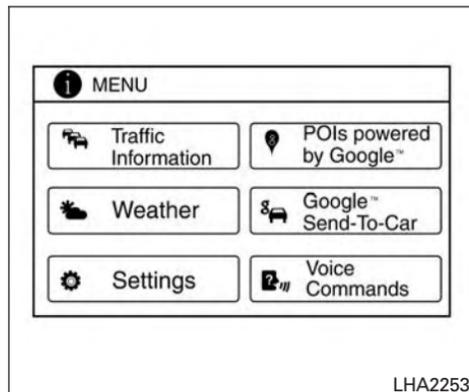 i MENU
Traffic
Information
POIs powered
by Google™
Weather
Google™
Send-To-Car
Settings
Voice
Commands
LHA2253